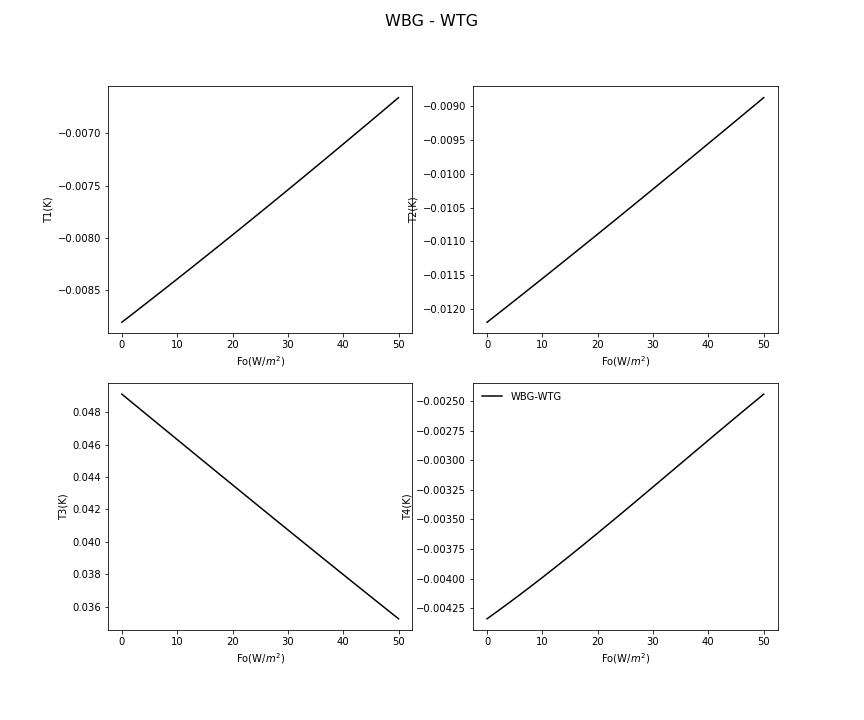 WBG - WTG
−0.0070
−0.0075
−0.0080
−0.0085
T1(K)
0 10 20 30 40 50
Fo(W/m²)
−0.0090
−0.0095
−0.0100
−0.0105
−0.0110
−0.0115
−0.0120
T2(K)
0 10 20 30 40 50
Fo(W/m²)
0.048
0.046
0.044
0.042
0.040
0.038
0.036
T3(K)
0 10 20 30 40 50
Fo(W/m²)
WBG-WTG
−0.00250
−0.00275
−0.00300
−0.00325
−0.00350
−0.00375
−0.00400
−0.00425
T4(K)
0 10 20 30 40 50
Fo(W/m²)